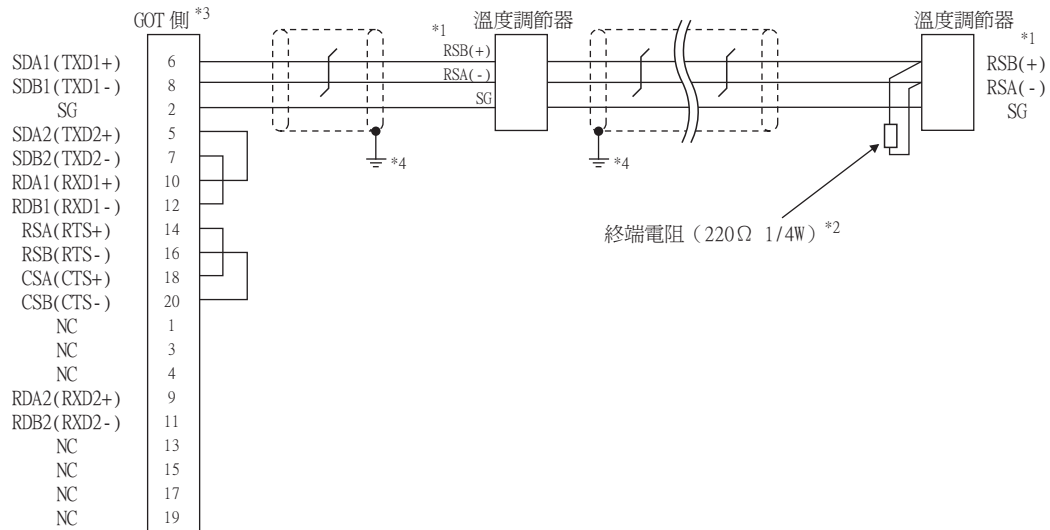 GOT 側 *3
溫度調節器
溫度調節器
*1
*1
SDA1(TXD1+) 6 RSB(+) RSB(+)
SDB1(TXD1-) 8 RSA(-) RSA(-)
SG 2 SG SG
SDA2(TXD2+) 5
SDB2(TXD2-) 7 *4 *4
RDA1(RXD1+) 10
RDB1(RXD1-) 12
RSA(RTS+) 14 終端電阻（220Ω 1/4W）*2
RSB(RTS-) 16
CSA(CTS+) 18
CSB(CTS-) 20
NC 1
NC 3
NC 4
RDA2(RXD2+) 9
RDB2(RXD2-) 11
NC 13
NC 15
NC 17
NC 19